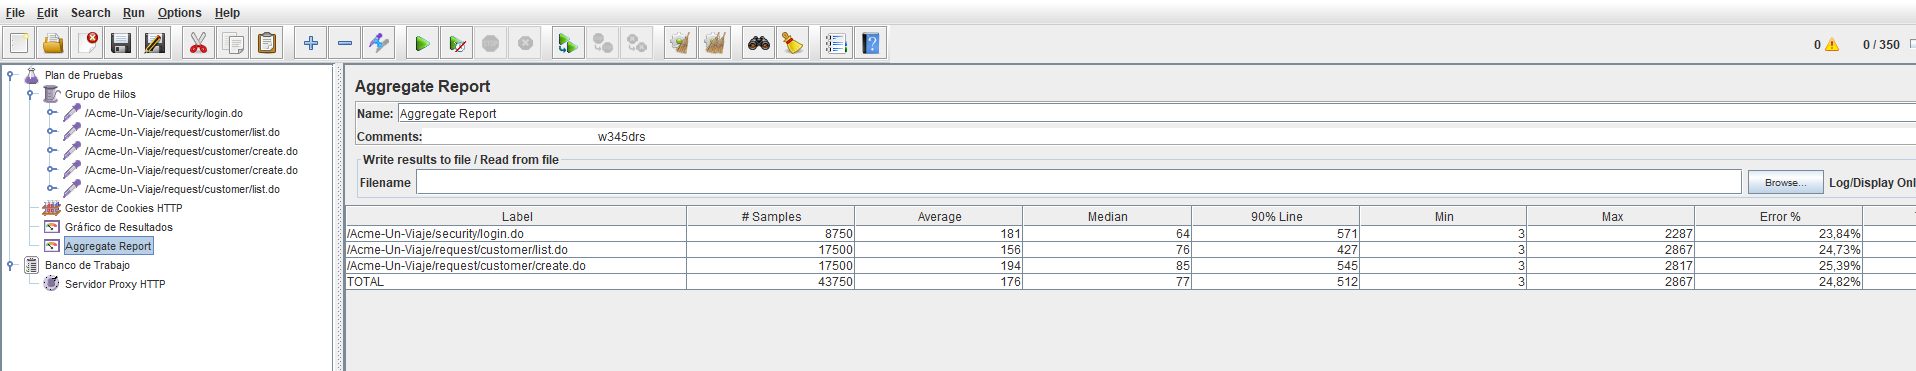 File Edit Search Run Options Help
0 0 / 350
Plan de Pruebas
Grupo de Hilos
/Acme-Un-Viaje/security/login.do
/Acme-Un-Viaje/request/customer/list.do
/Acme-Un-Viaje/request/customer/create.do
/Acme-Un-Viaje/request/customer/create.do
/Acme-Un-Viaje/request/customer/list.do
Gestor de Cookies HTTP
Gráfico de Resultados
Aggregate Report
Banco de Trabajo
Servidor Proxy HTTP
Aggregate Report
Name: Aggregate Report
Comments: w345drs
Write results to file / Read from file
Filename Browse... Log/Display Onl
Label # Samples Average Median 90% Line Min Max Error %
/Acme-Un-Viaje/security/login.do 8750 181 64 571 3 2287 23,84%
/Acme-Un-Viaje/request/customer/list.do 17500 156 76 427 3 2867 24,73%
/Acme-Un-Viaje/request/customer/create.do 17500 194 85 545 3 2817 25,39%
TOTAL 43750 176 77 512 3 2867 24,82%